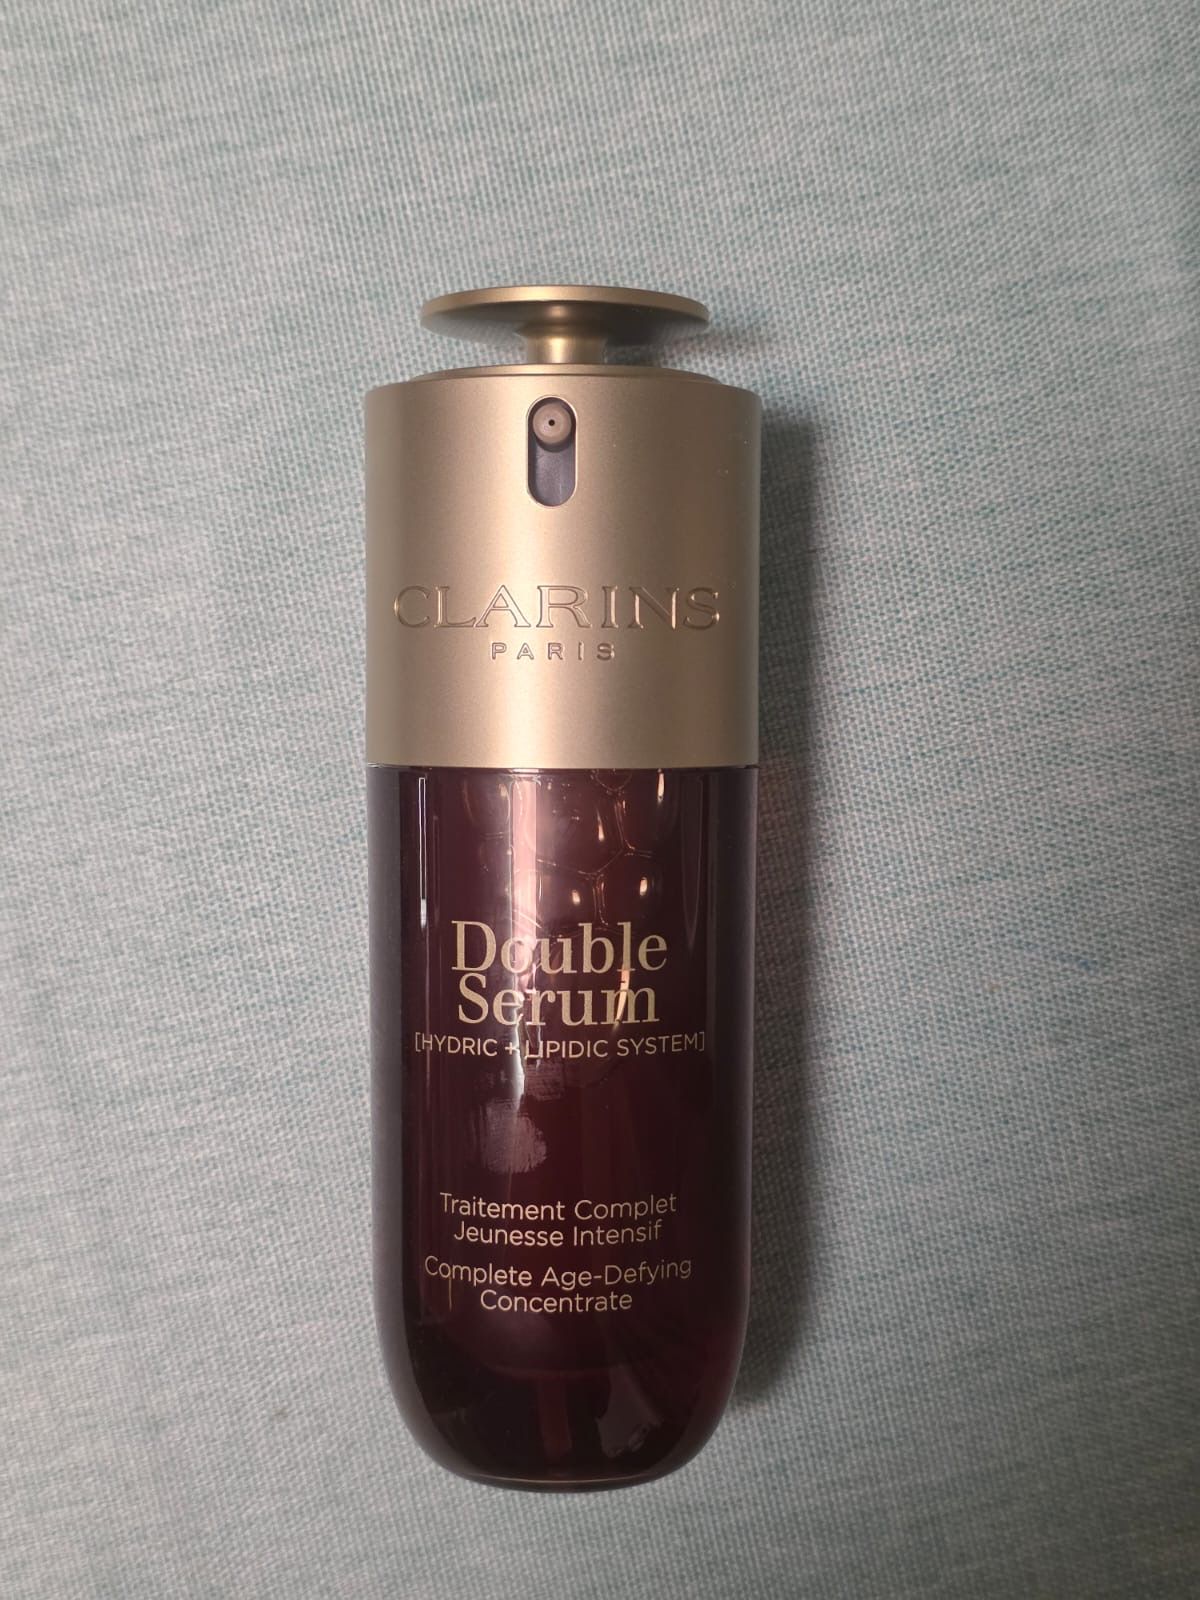 CLARINS
PARIS
Double
Serum
[HYDRIC + LIPIDIC SYSTEM]
Traitement Complet
Jeunesse Intensif
Complete Age-Defying
Concentrate